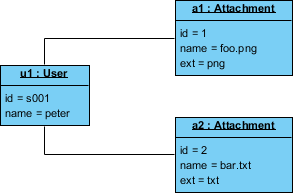 a1 : Attachment
id = 1
name = foo.png
ext = png
u1 : User
id = s001
name = peter
a2 : Attachment
id = 2
name = bar.txt
ext = txt